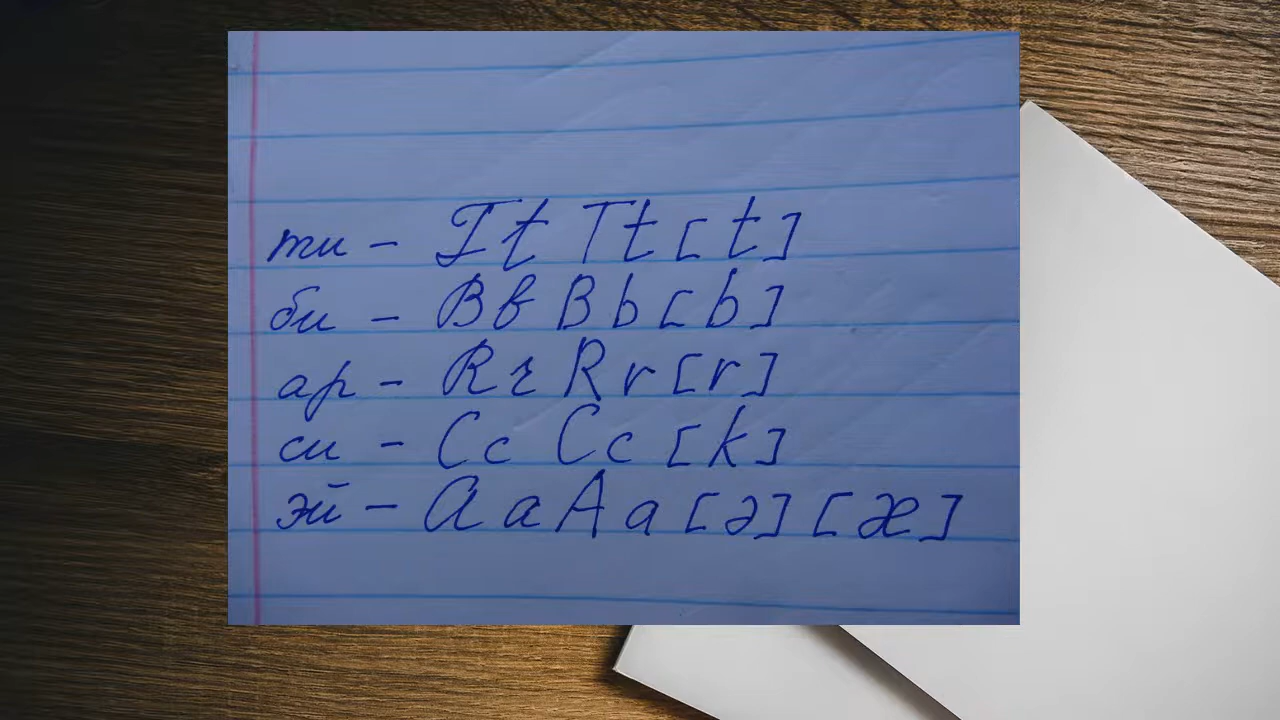 ти - Tt Tt [t]
би - Bb Bb [b]
ар - Rr Rr [r]
си - Cc Cc [k]
эй - Aa Aa [ə] [æ]